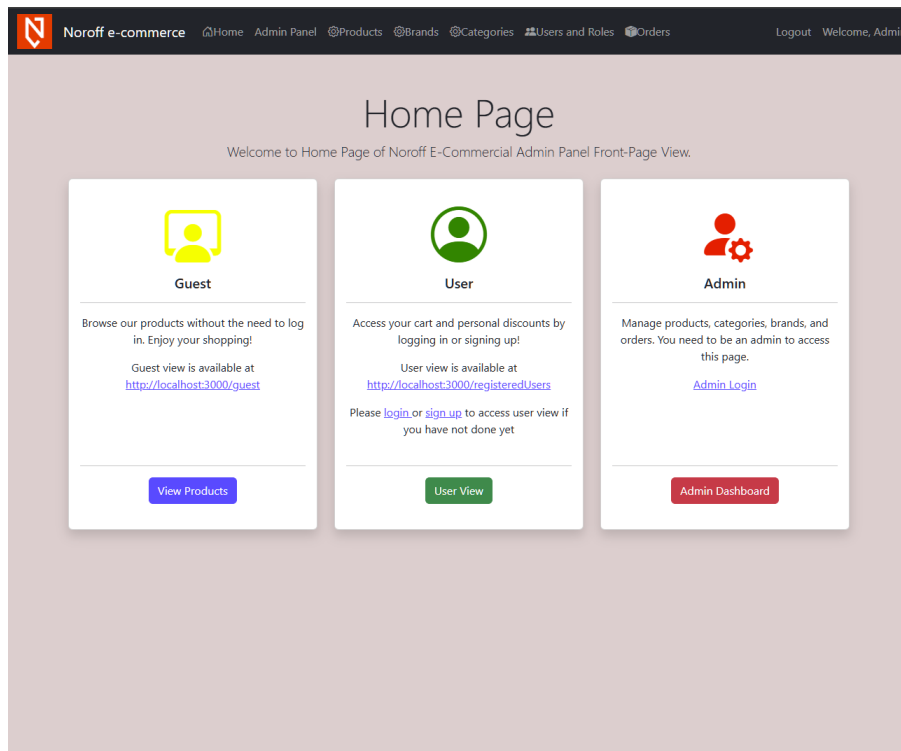 Noroff e-commerce Home Admin Panel Products Brands Categories Users and Roles Orders Logout Welcome, Admi
Home Page
Welcome to Home Page of Noroff E-Commercial Admin Panel Front-Page View.
Guest
Browse our products without the need to log
in. Enjoy your shopping!
Guest view is available at
http://localhost:3000/guest
View Products
User
Access your cart and personal discounts by
logging in or signing up!
User view is available at
http://localhost:3000/registeredUsers
Please login or sign up to access user view if
you have not done yet
User View
Admin
Manage products, categories, brands, and
orders. You need to be an admin to access
this page.
Admin Login
Admin Dashboard